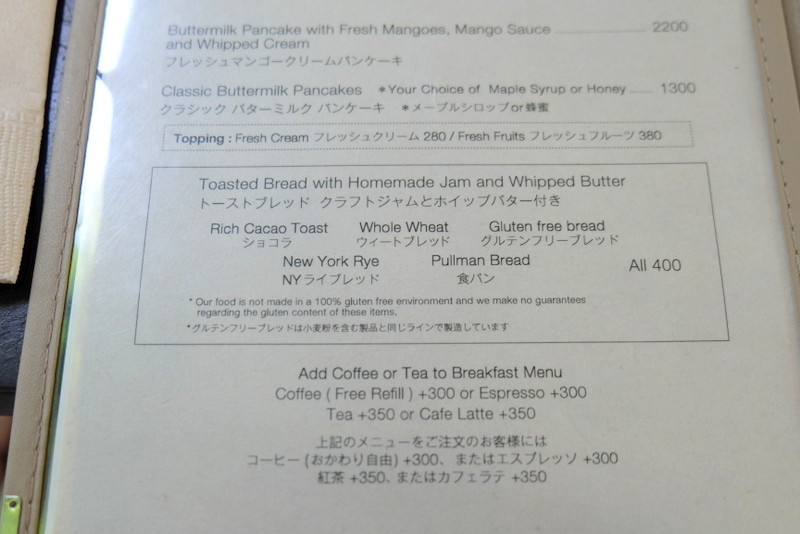 Buttermilk Pancake with Fresh Mangoes, Mango Sauce 2200
and Whipped Cream
フレッシュマンゴークリームパンケーキ
Classic Buttermilk Pancakes *Your Choice of Maple Syrup or Honey 1300
クラシック バターミルク パンケーキ *メープルシロップor蜂蜜
Topping : Fresh Cream フレッシュクリーム 280 / Fresh Fruits フレッシュフルーツ 380
Toasted Bread with Homemade Jam and Whipped Butter
トーストブレッド クラフトジャムとホイップバター付き
Rich Cacao Toast Whole Wheat Gluten free bread
ショコラ ウィートブレッド グルテンフリーブレッド
New York Rye Pullman Bread All 400
NYライブレッド 食パン
* Our food is not made in a 100% gluten free environment and we make no guarantees
regarding the gluten content of these items.
*グルテンフリーブレッドは小麦粉を含む製品と同じラインで製造しています
Add Coffee or Tea to Breakfast Menu
Coffee ( Free Refill ) +300 or Espresso +300
Tea +350 or Cafe Latte +350
上記のメニューをご注文のお客様には
コーヒー (おかわり自由) +300、またはエスプレッソ +300
紅茶 +350、またはカフェラテ +350